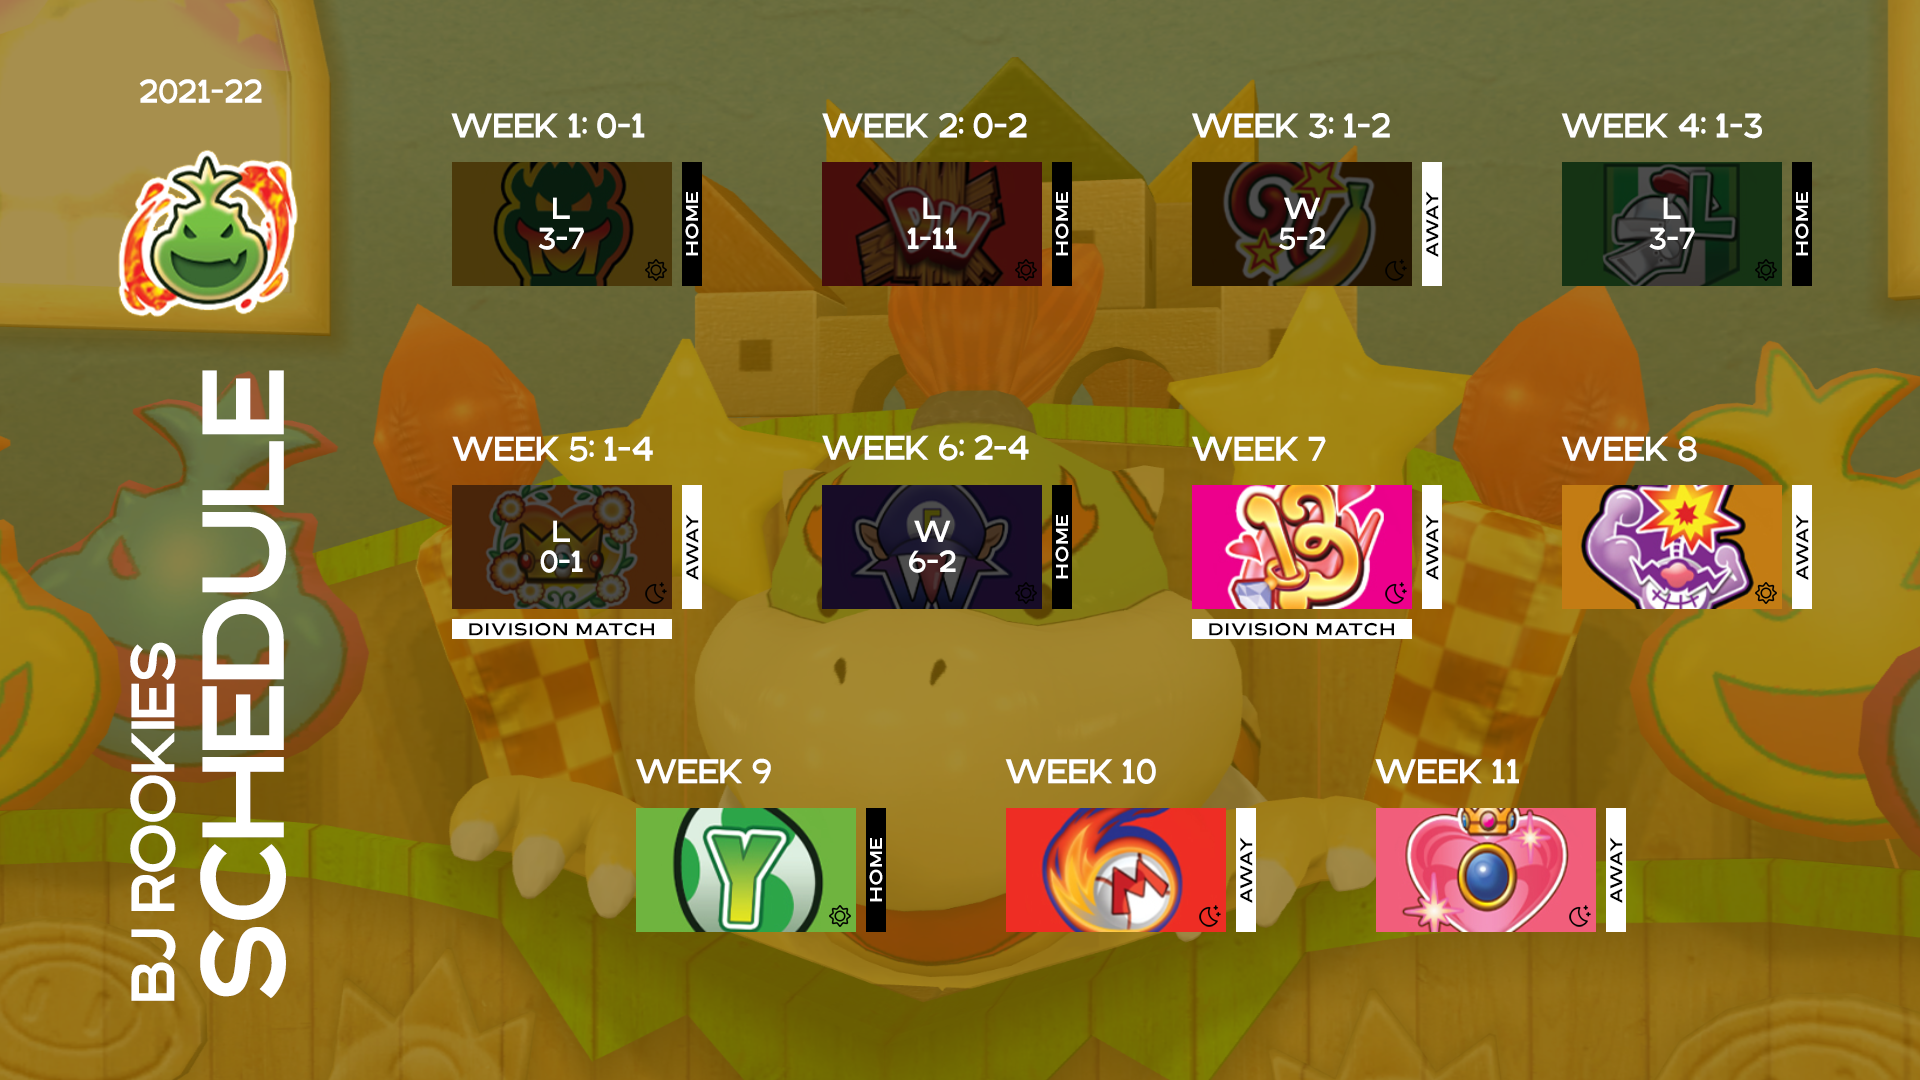 2021-22
BJ ROOKIES
SCHEDULE
WEEK 1: 0-1
L
3-7
HOME
WEEK 2: 0-2
DW
L
1-11
HOME
WEEK 3: 1-2
W
5-2
AWAY
WEEK 4: 1-3
L
L
3-7
HOME
WEEK 5: 1-4
L
0-1
AWAY
DIVISION MATCH
WEEK 6: 2-4
W
6-2
HOME
WEEK 7
13
AWAY
DIVISION MATCH
WEEK 8
AWAY
WEEK 9
Y
HOME
WEEK 10
M
AWAY
WEEK 11
AWAY